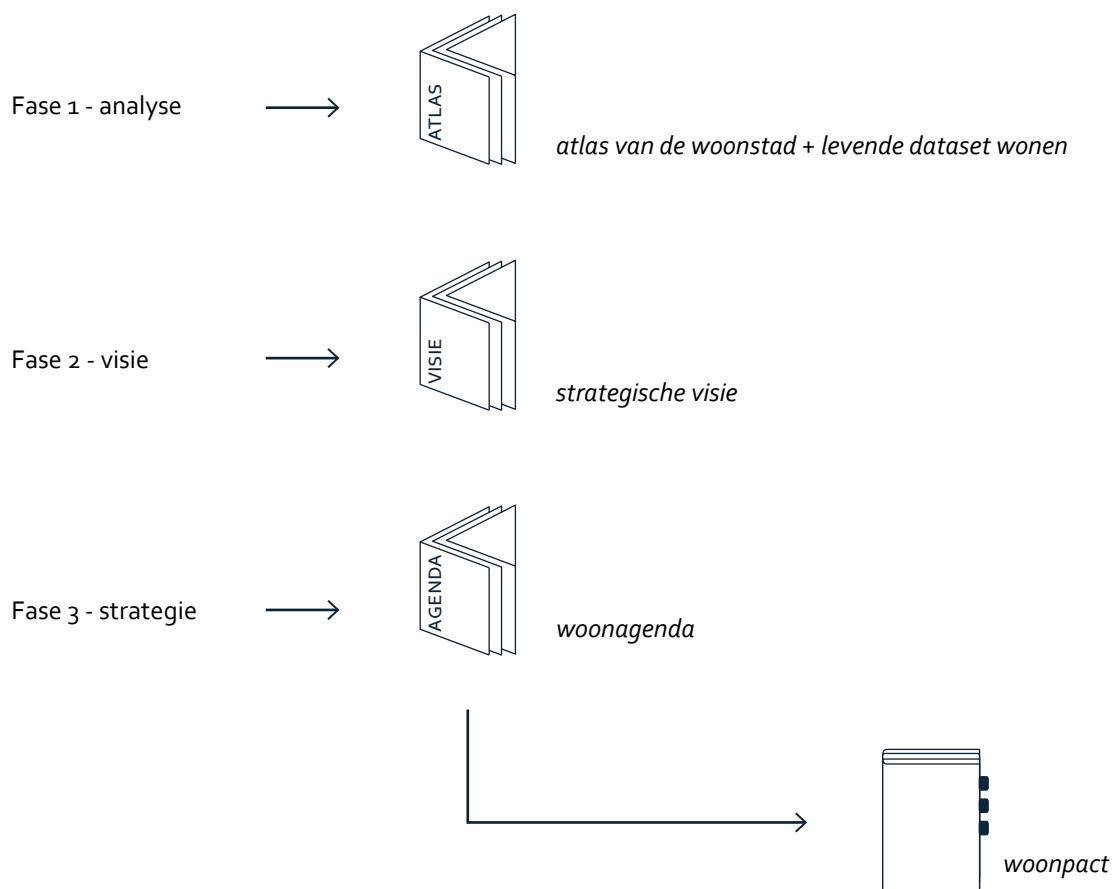 Fase 1 - analyse
ATLAS
atlas van de woonstad + levende dataset wonen
Fase 2 - visie
VISIE
strategische visie
Fase 3 - strategie
AGENDA
woonagenda
woonpact